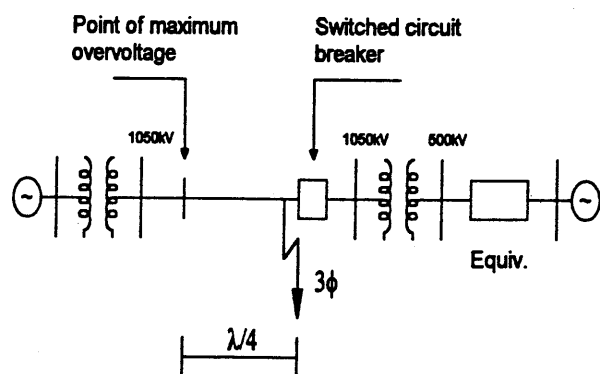 Point of maximum
overvoltage
Switched circuit
breaker
1050kV
1050kV
500kV
~
~
Equiv.
3ϕ
λ/4